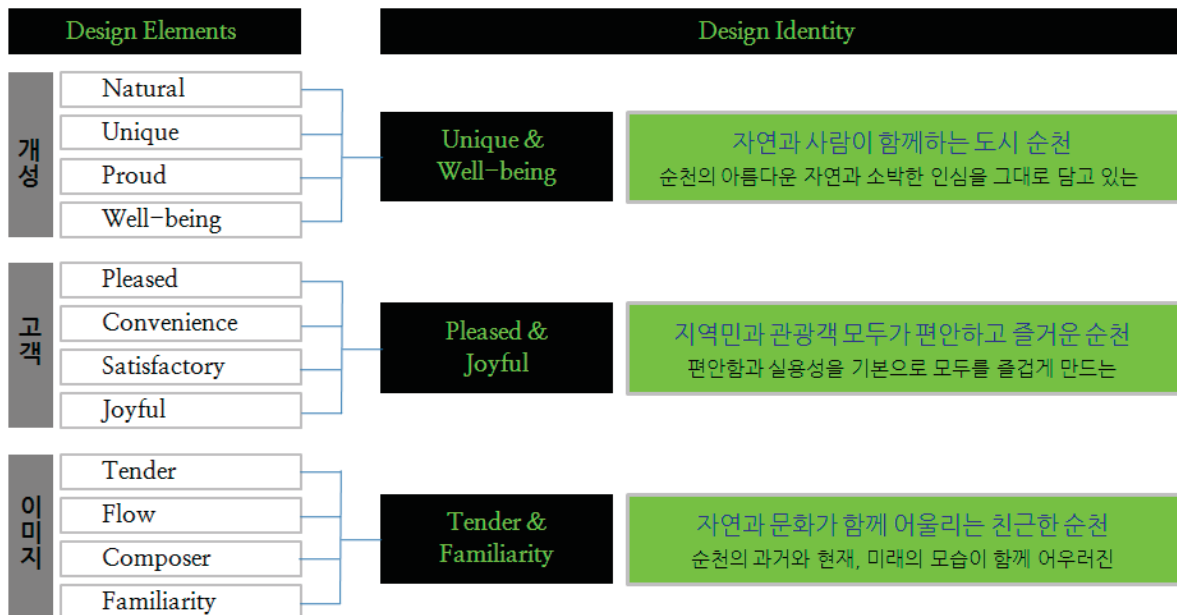 Design Elements
Design Identity
개성
Natural
Unique
Proud
Well-being
Unique &
Well-being
자연과 사람이 함께하는 도시 순천
순천의 아름다운 자연과 소박한 인심을 그대로 담고 있는
고객
Pleased
Convenience
Satisfactory
Joyful
Pleased &
Joyful
지역민과 관광객 모두가 편안하고 즐거운 순천
편안함과 실용성을 기본으로 모두를 즐겁게 만드는
이미지
Tender
Flow
Composer
Familiarity
Tender &
Familiarity
자연과 문화가 함께 어울리는 친근한 순천
순천의 과거와 현재, 미래의 모습이 함께 어우러진